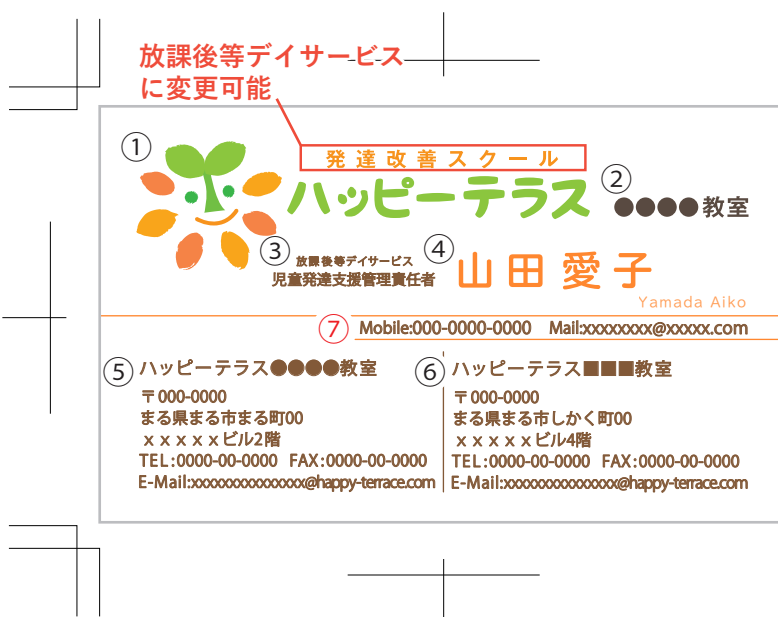 放課後等デイサービス
に変更可能
①
発達改善スクール
ハッピーテラス
② ●●●●教室
③ 放課後等デイサービス
児童発達支援管理責任者
④ 山田愛子
Yamada Aiko
⑦ Mobile:000-0000-0000 Mail:xxxxxxxx@xxxxx.com
⑤ ハッピーテラス●●●●教室
〒000-0000
まる県まる市まる町00
ｘｘｘｘｘビル2階
TEL:0000-00-0000 FAX:0000-00-0000
E-Mail:xxxxxxxxxxxxxxxx@happy-terrace.com
⑥ ハッピーテラス■■■教室
〒000-0000
まる県まる市しかく町00
ｘｘｘｘｘビル4階
TEL:0000-00-0000 FAX:0000-00-0000
E-Mail:xxxxxxxxxxxxxxxx@happy-terrace.com